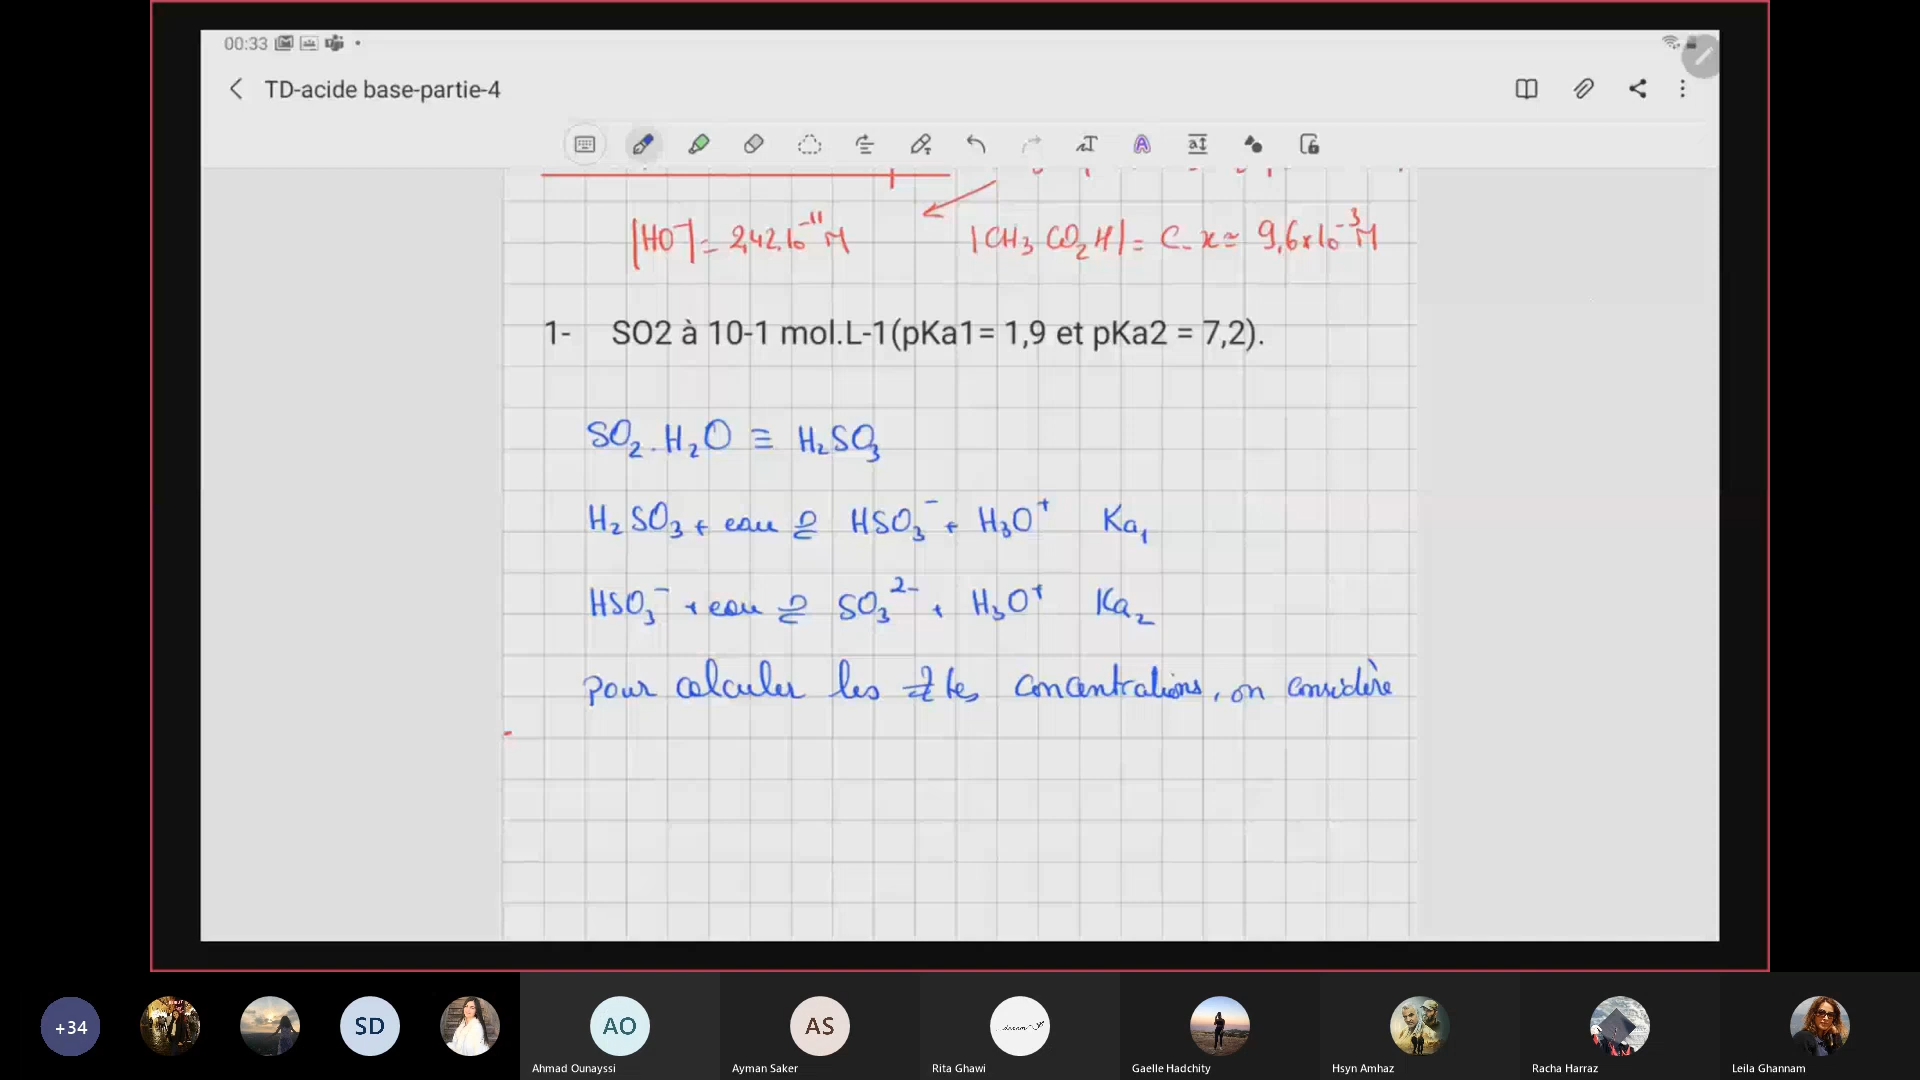 00:33
TD-acide base-partie-4
|HO⁻| = 2,42.10⁻¹¹ M |CH₃CO₂H| = C-x ≈ 9,6x10⁻³ M
1- SO2 à 10-1 mol.L-1(pKa1= 1,9 et pKa2 = 7,2).
SO₂.H₂O ≡ H₂SO₃
H₂SO₃ + eau ⇌ HSO₃⁻ + H₃O⁺ Ka₁
HSO₃⁻ + eau ⇌ SO₃²⁻ + H₃O⁺ Ka₂
pour calculer les ≠tes concentrations, on considère
+34
SD
AO
AS
dream
Ahmad Ounayssi
Ayman Saker
Rita Ghawi
Gaelle Hadchity
Hsyn Amhaz
Racha Harraz
Leila Ghannam